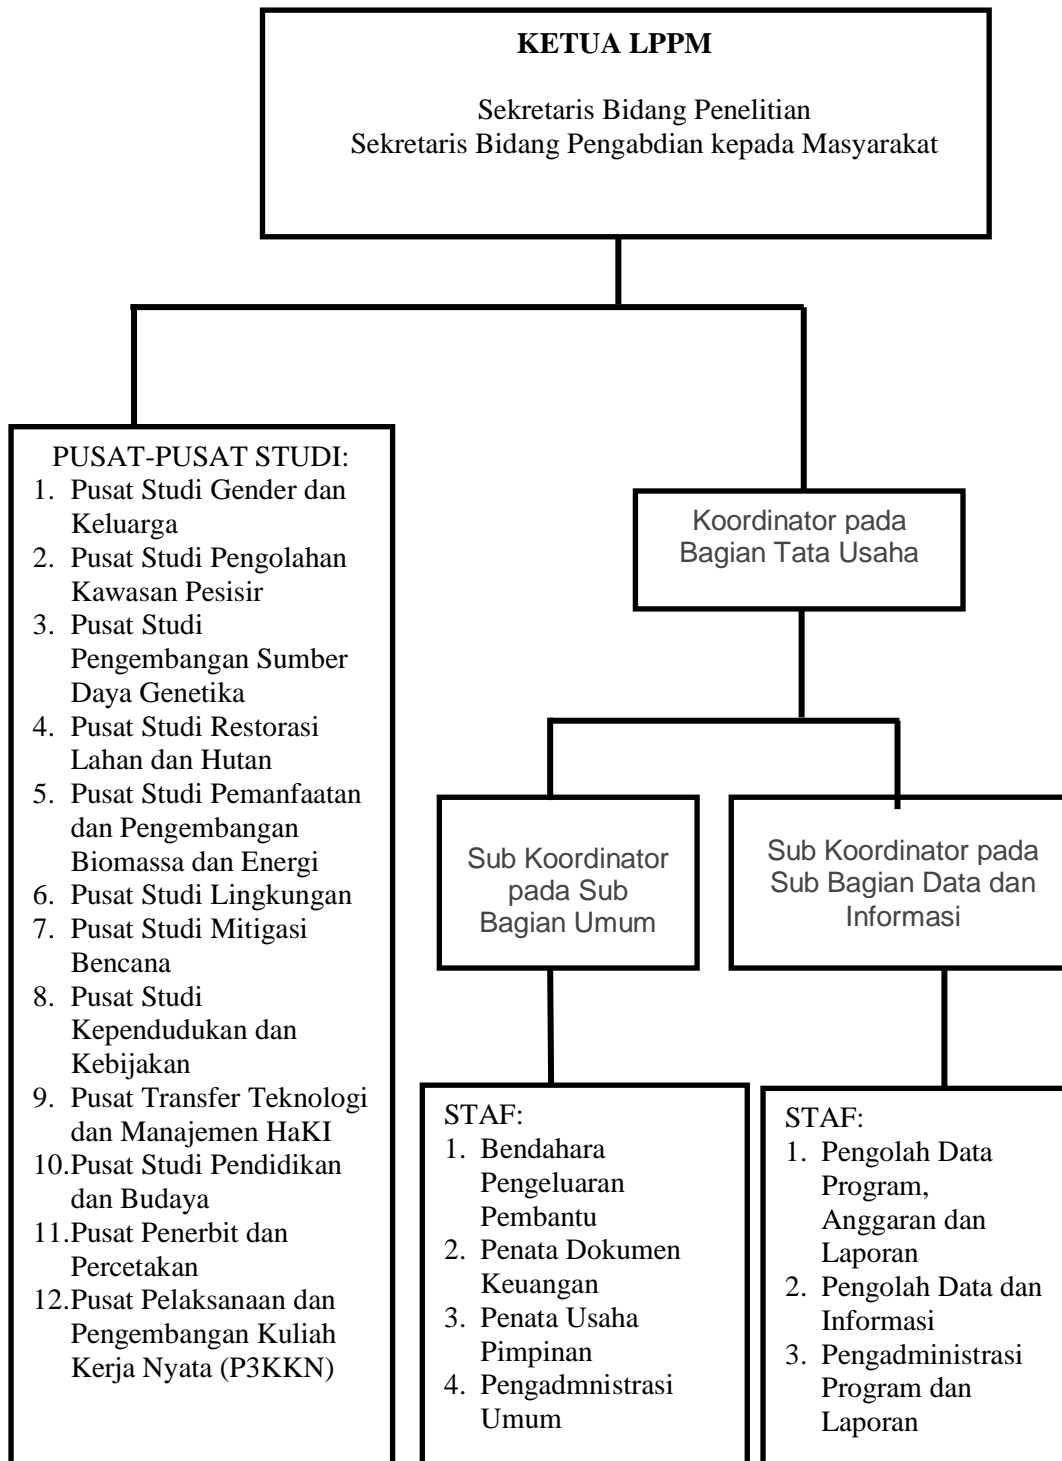 KETUA LPPM
Sekretaris Bidang Penelitian
Sekretaris Bidang Pengabdian kepada Masyarakat
PUSAT-PUSAT STUDI:
1. Pusat Studi Gender dan
Keluarga
2. Pusat Studi Pengolahan
Kawasan Pesisir
3. Pusat Studi
Pengembangan Sumber
Daya Genetika
4. Pusat Studi Restorasi
Lahan dan Hutan
5. Pusat Studi Pemanfaatan
dan Pengembangan
Biomassa dan Energi
6. Pusat Studi Lingkungan
7. Pusat Studi Mitigasi
Bencana
8. Pusat Studi
Kependudukan dan
Kebijakan
9. Pusat Transfer Teknologi
dan Manajemen HaKI
10.Pusat Studi Pendidikan
dan Budaya
11.Pusat Penerbit dan
Percetakan
12.Pusat Pelaksanaan dan
Pengembangan Kuliah
Kerja Nyata (P3KKN)
Koordinator pada
Bagian Tata Usaha
Sub Koordinator
pada Sub
Bagian Umum
Sub Koordinator pada
Sub Bagian Data dan
Informasi
STAF:
1. Bendahara
Pengeluaran
Pembantu
2. Penata Dokumen
Keuangan
3. Penata Usaha
Pimpinan
4. Pengadmnistrasi
Umum
STAF:
1. Pengolah Data
Program,
Anggaran dan
Laporan
2. Pengolah Data dan
Informasi
3. Pengadministrasi
Program dan
Laporan